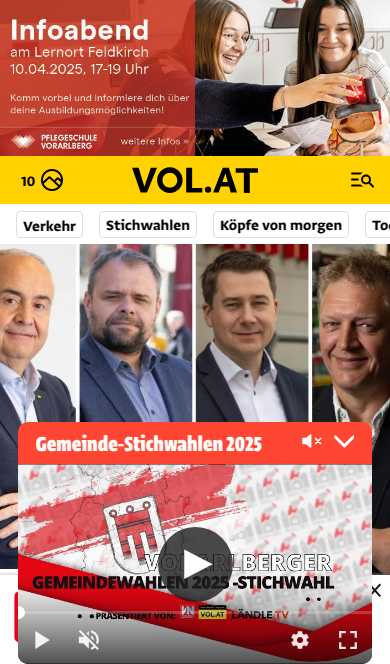 Infoabend
am Lernort Feldkirch
10.04.2025, 17-19 Uhr
Komm vorbei und informiere dich über
deine Ausbildungsmöglichkeiten!
PFLEGESCHULE
VORARLBERG
weitere Infos »
10
VOL.AT
Verkehr
Stichwahlen
Köpfe von morgen
Gemeinde-Stichwahlen 2025
VORARLBERGER
GEMEINDEWAHLEN 2025 -STICHWAHL
PRÄSENTIERT VON:
VN
VOL.AT
LÄNDLE TV